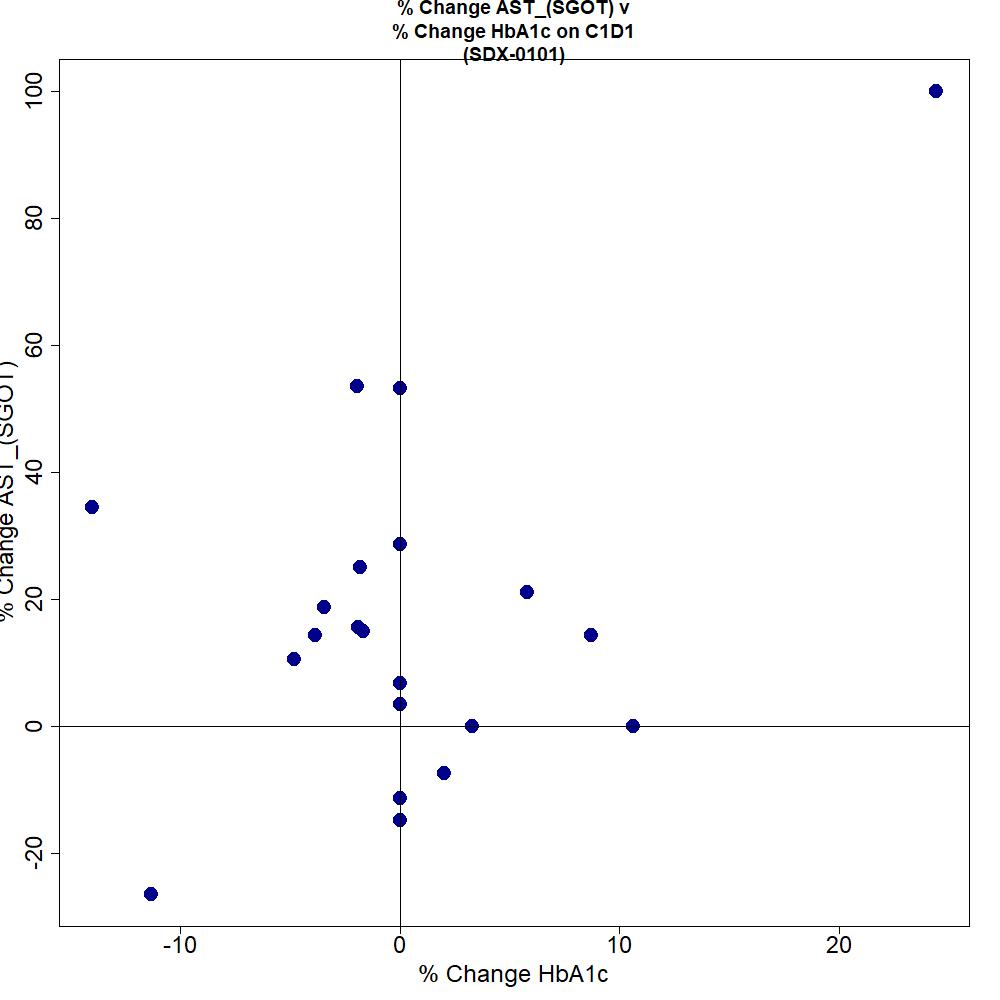 % Change AST_(SGOT) v
% Change HbA1c on C1D1
(SDX-0101)
% Change AST_(SGOT)
100
80
60
40
20
0
-20
-10
0
10
20
% Change HbA1c